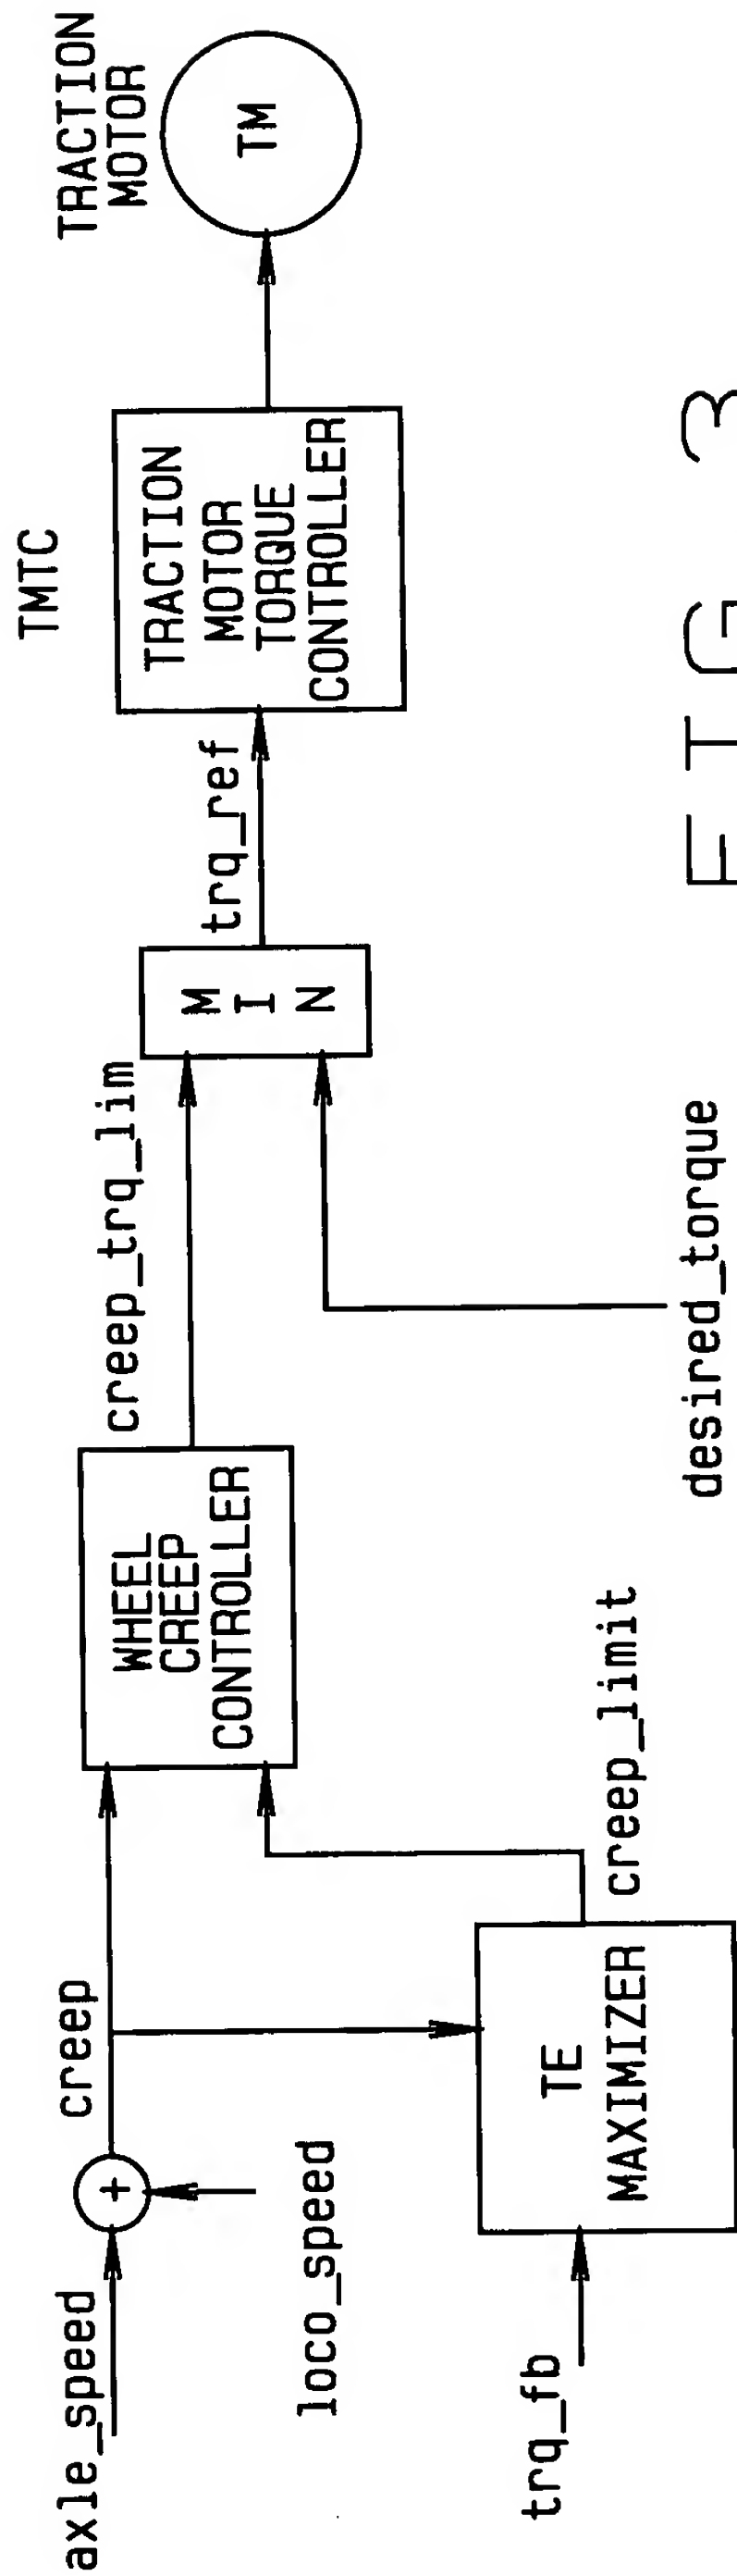 axle_speed
loco_speed
+
creep
trq_fb
TE
MAXIMIZER
creep_limit
WHEEL
CREEP
CONTROLLER
creep_trq_lim
desired_torque
M
I
N
trq_ref
TMTC
TRACTION
MOTOR
TORQUE
CONTROLLER
TRACTION
MOTOR
TM
FIG 3